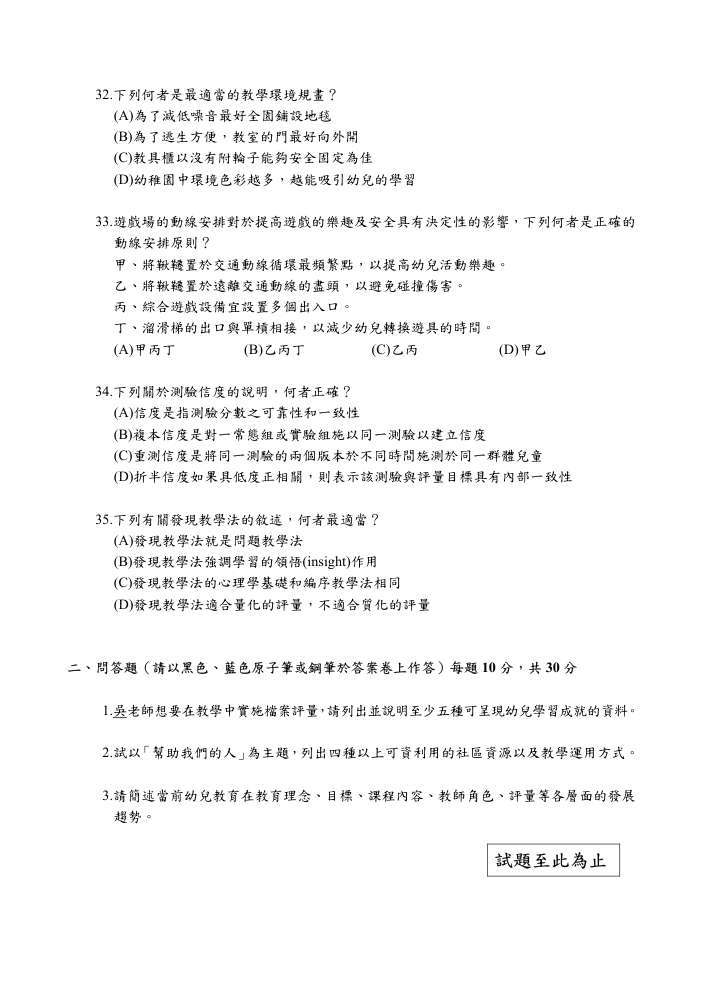 32.下列何者是最適當的教學環境規畫？
(A)為了減低噪音最好全園鋪設地毯
(B)為了逃生方便，教室的門最好向外開
(C)教具櫃以沒有附輪子能夠安全固定為佳
(D)幼稚園中環境色彩越多，越能吸引幼兒的學習
33.遊戲場的動線安排對於提高遊戲的樂趣及安全具有決定性的影響，下列何者是正確的
動線安排原則？
甲、將鞦韆置於交通動線循環最頻繁點，以提高幼兒活動樂趣。
乙、將鞦韆置於遠離交通動線的盡頭，以避免碰撞傷害。
丙、綜合遊戲設備宜設置多個出入口。
丁、溜滑梯的出口與單槓相接，以減少幼兒轉換遊具的時間。
(A)甲丙丁 (B)乙丙丁 (C)乙丙 (D)甲乙
34.下列關於測驗信度的說明，何者正確？
(A)信度是指測驗分數之可靠性和一致性
(B)複本信度是對一常態組或實驗組施以同一測驗以建立信度
(C)重測信度是將同一測驗的兩個版本於不同時間施測於同一群體兒童
(D)折半信度如果具低度正相關，則表示該測驗與評量目標具有內部一致性
35.下列有關發現教學法的敘述，何者最適當？
(A)發現教學法就是問題教學法
(B)發現教學法強調學習的領悟(insight)作用
(C)發現教學法的心理學基礎和編序教學法相同
(D)發現教學法適合量化的評量，不適合質化的評量
二、問答題（請以黑色、藍色原子筆或鋼筆於答案卷上作答）每題 10 分，共 30 分
1.吳老師想要在教學中實施檔案評量，請列出並說明至少五種可呈現幼兒學習成就的資料。
2.試以「幫助我們的人」為主題，列出四種以上可資利用的社區資源以及教學運用方式。
3.請簡述當前幼兒教育在教育理念、目標、課程內容、教師角色、評量等各層面的發展
趨勢。
試題至此為止